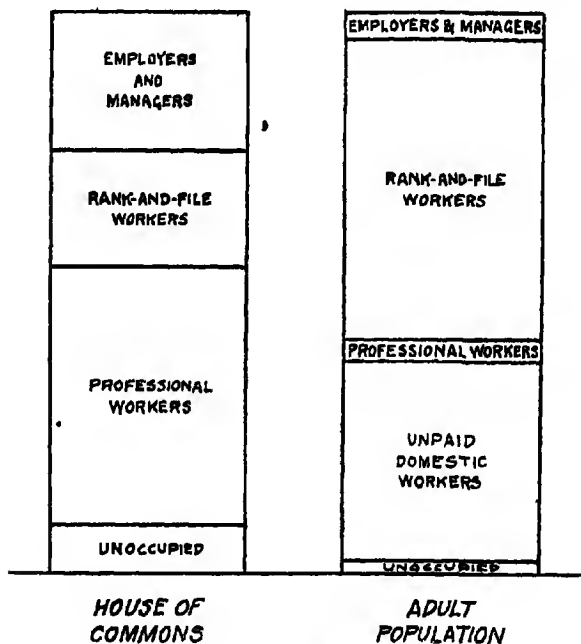 EMPLOYERS
AND
MANAGERS
RANK-AND-FILE
WORKERS
PROFESSIONAL
WORKERS
UNOCCUPIED
HOUSE OF
COMMONS
EMPLOYERS & MANAGERS
RANK-AND-FILE
WORKERS
PROFESSIONAL WORKERS
UNPAID
DOMESTIC
WORKERS
UNOCCUPIED
ADULT
POPULATION